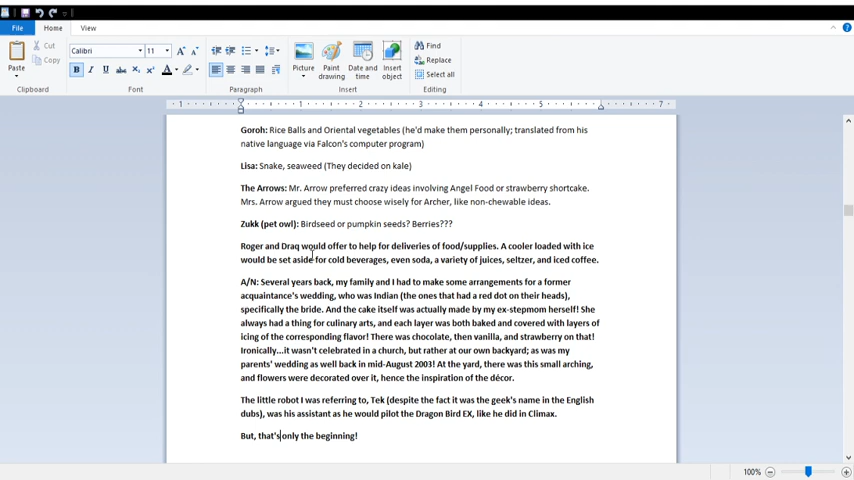 File
Home
View
Paste
Cut
Copy
Clipboard
Calibri
11
A
A
B
I
U
abc
X₂
X²
A
Font
Paragraph
Picture
Paint drawing
Date and time
Insert object
Insert
Find
Replace
Select all
Editing
1 1 2 3 4 5 7
Goroh: Rice Balls and Oriental vegetables (he'd make them personally; translated from his
native language via Falcon's computer program)
Lisa: Snake, seaweed (They decided on kale)
The Arrows: Mr. Arrow preferred crazy ideas involving Angel Food or strawberry shortcake.
Mrs. Arrow argued they must choose wisely for Archer, like non-chewable ideas.
Zukk (pet owl): Birdseed or pumpkin seeds? Berries???
Roger and Draq would offer to help for deliveries of food/supplies. A cooler loaded with ice
would be set aside for cold beverages, even soda, a variety of juices, seltzer, and iced coffee.
A/N: Several years back, my family and I had to make some arrangements for a former
acquaintance's wedding, who was Indian (the ones that had a red dot on their heads),
specifically the bride. And the cake itself was actually made by my ex-stepmom herself! She
always had a thing for culinary arts, and each layer was both baked and covered with layers of
icing of the corresponding flavor! There was chocolate, then vanilla, and strawberry on that!
Ironically...it wasn't celebrated in a church, but rather at our own backyard; as was my
parents' wedding as well back in mid-August 2003! At the yard, there was this small arching,
and flowers were decorated over it, hence the inspiration of the décor.
The little robot I was referring to, Tek (despite the fact it was the geek's name in the English
dubs), was his assistant as he would pilot the Dragon Bird EX, like he did in Climax.
But, that's only the beginning!
100%